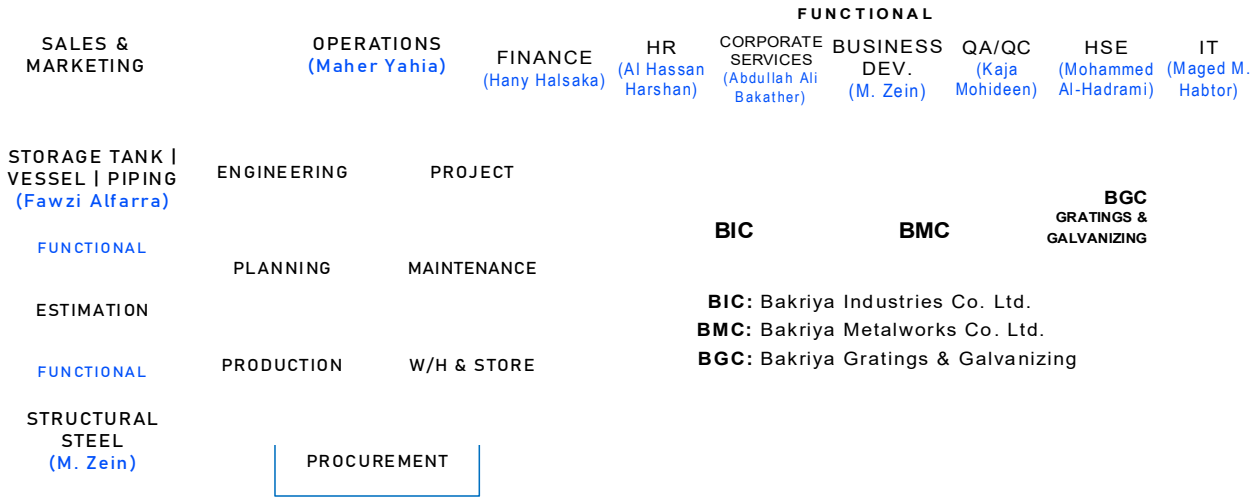 FUNCTIONAL
SALES &
MARKETING
OPERATIONS
(Maher Yahia)
FINANCE
(Hany Halsaka)
HR
(Al Hassan
Harshan)
CORPORATE
SERVICES
(Abdullah Ali
Bakather)
BUSINESS
DEV.
(M. Zein)
QA/QC
(Kaja
Mohideen)
HSE
(Mohammed
Al-Hadrami)
IT
(Maged M.
Habtor)
STORAGE TANK |
VESSEL | PIPING
(Fawzi Alfarra)
FUNCTIONAL
ESTIMATION
FUNCTIONAL
STRUCTURAL
STEEL
(M. Zein)
ENGINEERING
PROJECT
PLANNING
MAINTENANCE
PRODUCTION
W/H & STORE
PROCUREMENT
BIC
BMC
BGC
GRATINGS &
GALVANIZING
BIC: Bakriya Industries Co. Ltd.
BMC: Bakriya Metalworks Co. Ltd.
BGC: Bakriya Gratings & Galvanizing